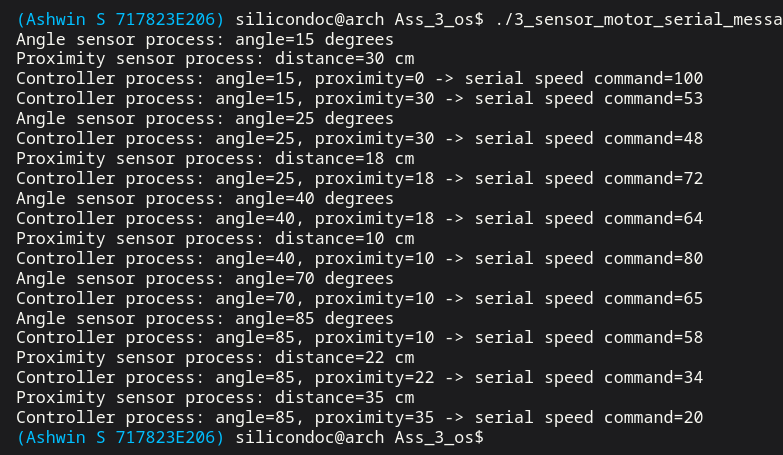 (Ashwin S 717823E206) silicondoc@arch Ass_3_os$ ./3_sensor_motor_serial_messa
Angle sensor process: angle=15 degrees
Proximity sensor process: distance=30 cm
Controller process: angle=15, proximity=0 -> serial speed command=100
Controller process: angle=15, proximity=30 -> serial speed command=53
Angle sensor process: angle=25 degrees
Controller process: angle=25, proximity=30 -> serial speed command=48
Proximity sensor process: distance=18 cm
Controller process: angle=25, proximity=18 -> serial speed command=72
Angle sensor process: angle=40 degrees
Controller process: angle=40, proximity=18 -> serial speed command=64
Proximity sensor process: distance=10 cm
Controller process: angle=40, proximity=10 -> serial speed command=80
Angle sensor process: angle=70 degrees
Controller process: angle=70, proximity=10 -> serial speed command=65
Angle sensor process: angle=85 degrees
Controller process: angle=85, proximity=10 -> serial speed command=58
Proximity sensor process: distance=22 cm
Controller process: angle=85, proximity=22 -> serial speed command=34
Proximity sensor process: distance=35 cm
Controller process: angle=85, proximity=35 -> serial speed command=20
(Ashwin S 717823E206) silicondoc@arch Ass_3_os$